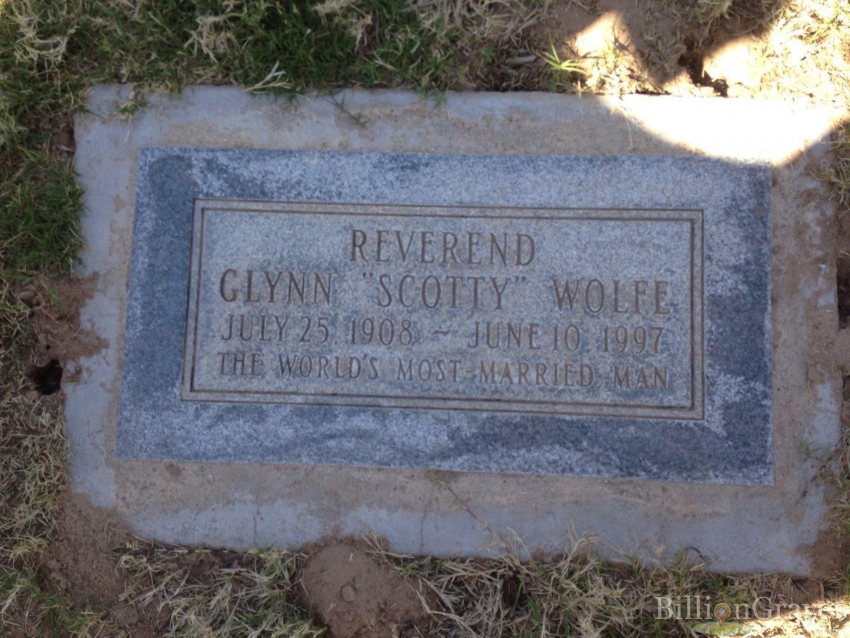 REVEREND
GLYNN "SCOTTY" WOLFE
JULY 25, 1908 ~ JUNE 10, 1997
THE WORLD'S MOST MARRIED MAN
BillionGraves